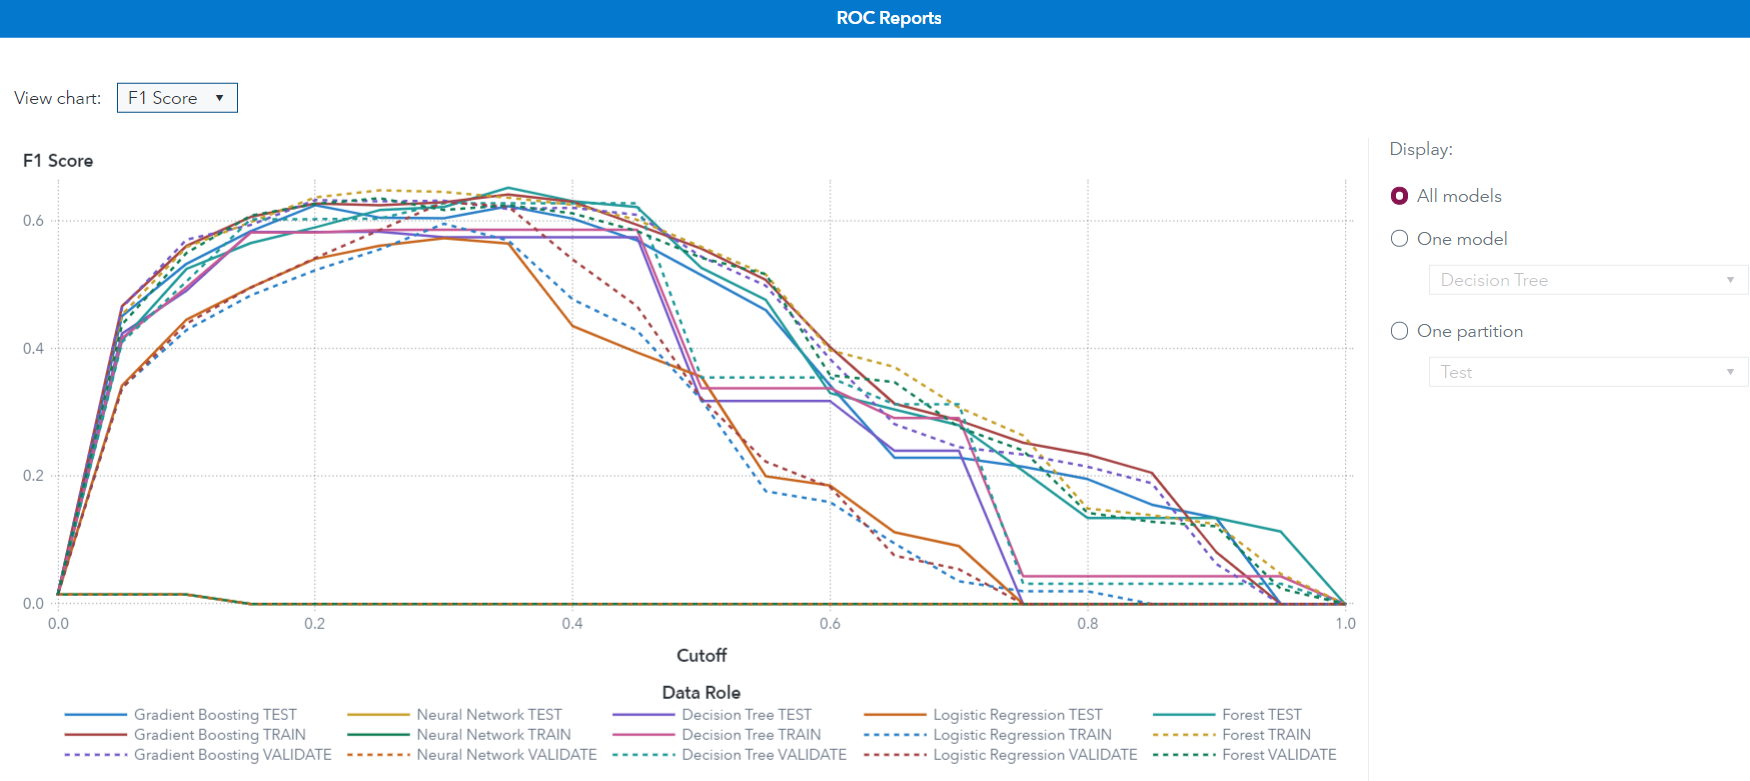 ROC Reports
View chart: F1 Score
F1 Score
Display:
All models
One model
Decision Tree
One partition
Test
0.6
0.4
0.2
0.0
0.0 0.2 0.4 0.6 0.8 1.0
Cutoff
Data Role
Gradient Boosting TEST Neural Network TEST Decision Tree TEST Logistic Regression TEST Forest TEST
Gradient Boosting TRAIN Neural Network TRAIN Decision Tree TRAIN Logistic Regression TRAIN Forest TRAIN
Gradient Boosting VALIDATE Neural Network VALIDATE Decision Tree VALIDATE Logistic Regression VALIDATE Forest VALIDATE